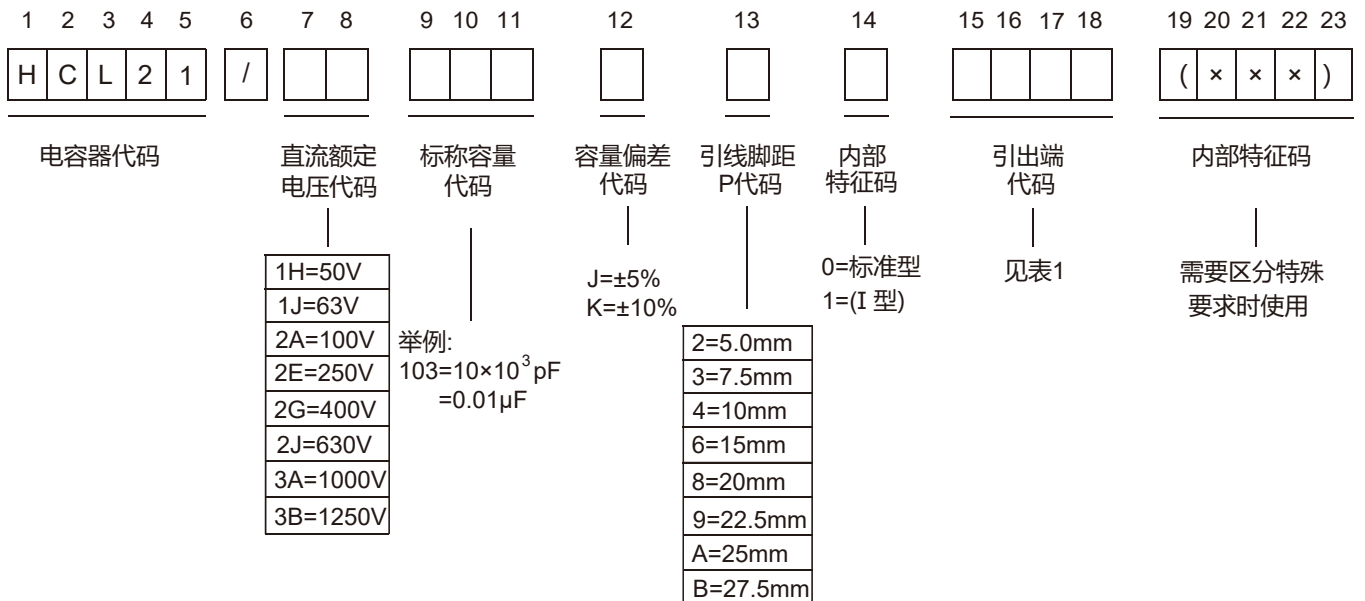 1 2 3 4 5 6 7 8 9 10 11 12 13 14 15 16 17 18 19 20 21 22 23
H C L 2 1 / ( × × × )
电容器代码
直流额定
电压代码
1H=50V
1J=63V
2A=100V
2E=250V
2G=400V
2J=630V
3A=1000V
3B=1250V
标称容量
代码
举例:
103=10×10³pF
=0.01μF
容量偏差
代码
J=±5%
K=±10%
引线脚距
P代码
2=5.0mm
3=7.5mm
4=10mm
6=15mm
8=20mm
9=22.5mm
A=25mm
B=27.5mm
内部
特征码
0=标准型
1=(I 型)
引出端
代码
见表1
内部特征码
需要区分特殊
要求时使用